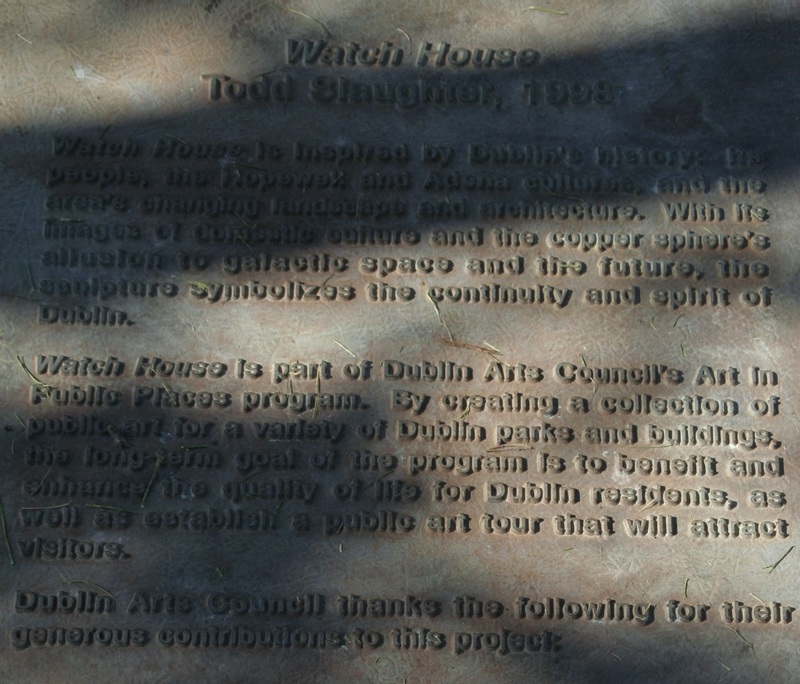 Watch House
Todd Slaughter, 1998
Watch House is inspired by Dublin's history: its
people, the Hopewell and Adena cultures, and the
area's changing landscape and architecture. With its
images of domestic culture and the copper sphere's
allusion to galactic space and the future, the
sculpture symbolizes the continuity and spirit of
Dublin.
Watch House is part of Dublin Arts Council's Art in
Public Places program. By creating a collection of
public art for a variety of Dublin parks and buildings,
the long-term goal of the program is to benefit and
enhance the quality of life for Dublin residents, as
well as establish a public art tour that will attract
visitors.
Dublin Arts Council thanks the following for their
generous contributions to this project: